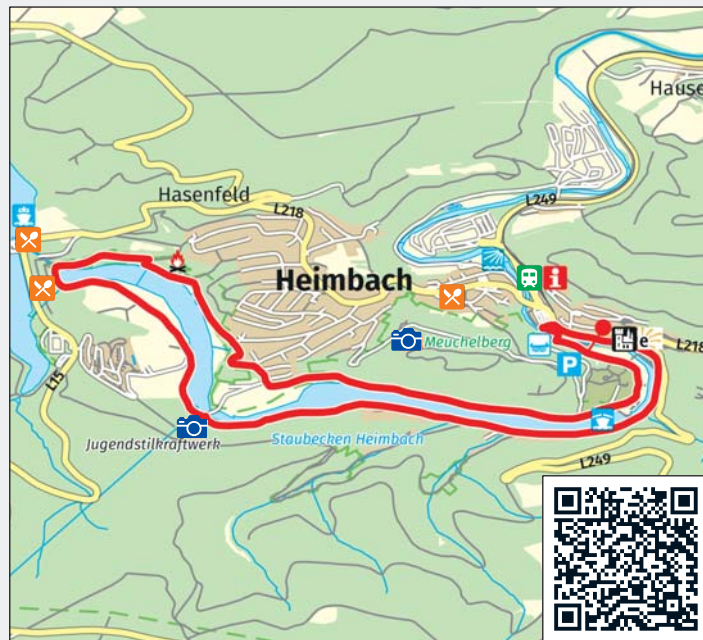 Hause
Hasenfeld
L249
L218
Heimbach
i
e
Meuchelberg
L218
P
L15
Jugendstilkraftwerk
Staubecken Heimbach
L249